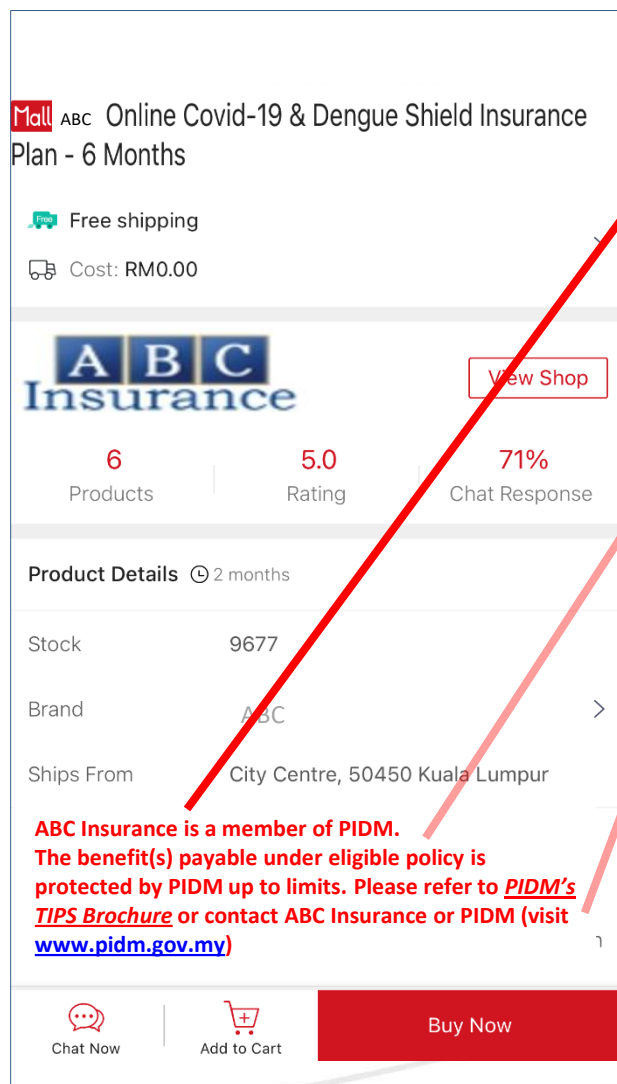 Mall ABC Online Covid-19 & Dengue Shield Insurance
Plan - 6 Months
Free Free shipping
Cost: RM0.00
A B C
Insurance
View Shop
6 5.0 71%
Products Rating Chat Response
Product Details 2 months
Stock 9677
Brand ABC
Ships From City Centre, 50450 Kuala Lumpur
ABC Insurance is a member of PIDM.
The benefit(s) payable under eligible policy is
protected by PIDM up to limits. Please refer to PIDM's
TIPS Brochure or contact ABC Insurance or PIDM (visit
www.pidm.gov.my)
Chat Now Add to Cart Buy Now